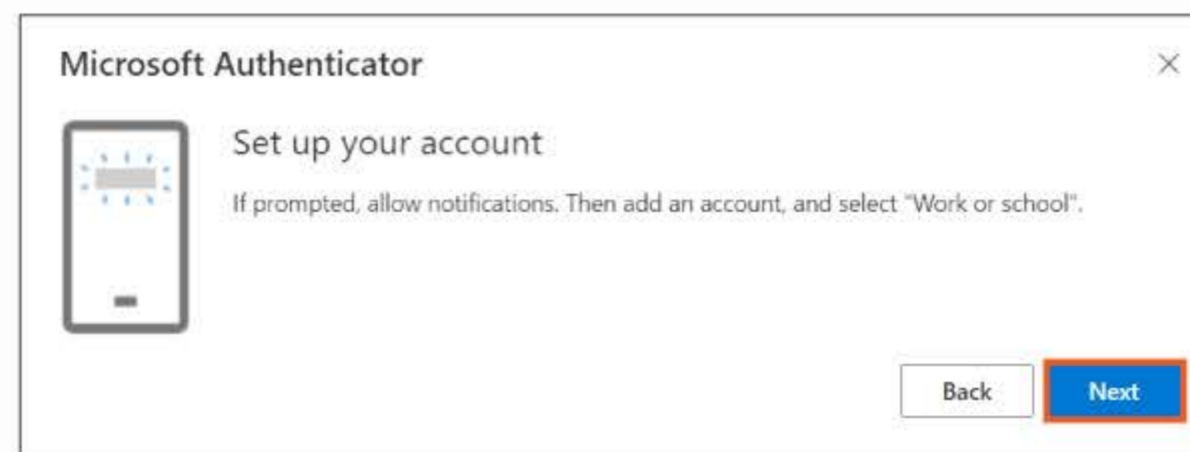 Microsoft Authenticator
Set up your account
If prompted, allow notifications. Then add an account, and select "Work or school".
Back
Next